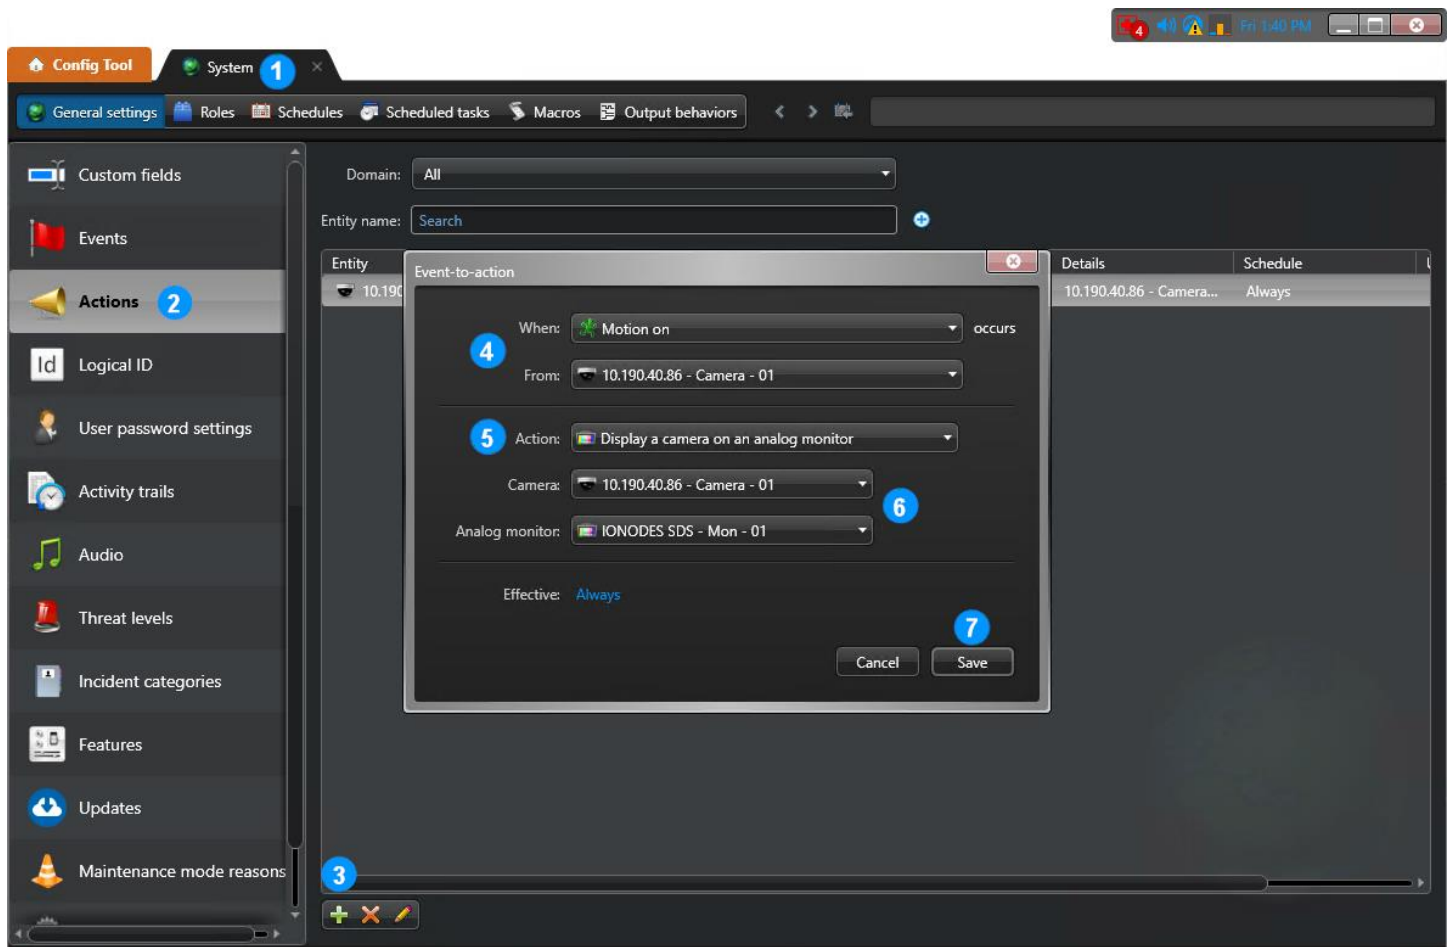 4
Fri 1:40 PM
Config Tool
System
1
General settings
Roles
Schedules
Scheduled tasks
Macros
Output behaviors
Custom fields
Events
Actions
2
Id
Logical ID
User password settings
Activity trails
Audio
Threat levels
Incident categories
Features
Updates
Maintenance mode reasons
Domain: All
Entity name: Search
Entity
Details
Schedule
10.190
10.190.40.86 - Camera...
Always
Event-to-action
When: Motion on occurs
4
From: 10.190.40.86 - Camera - 01
5
Action: Display a camera on an analog monitor
Camera: 10.190.40.86 - Camera - 01
6
Analog monitor: IONODES SDS - Mon - 01
Effective: Always
7
Cancel
Save
3